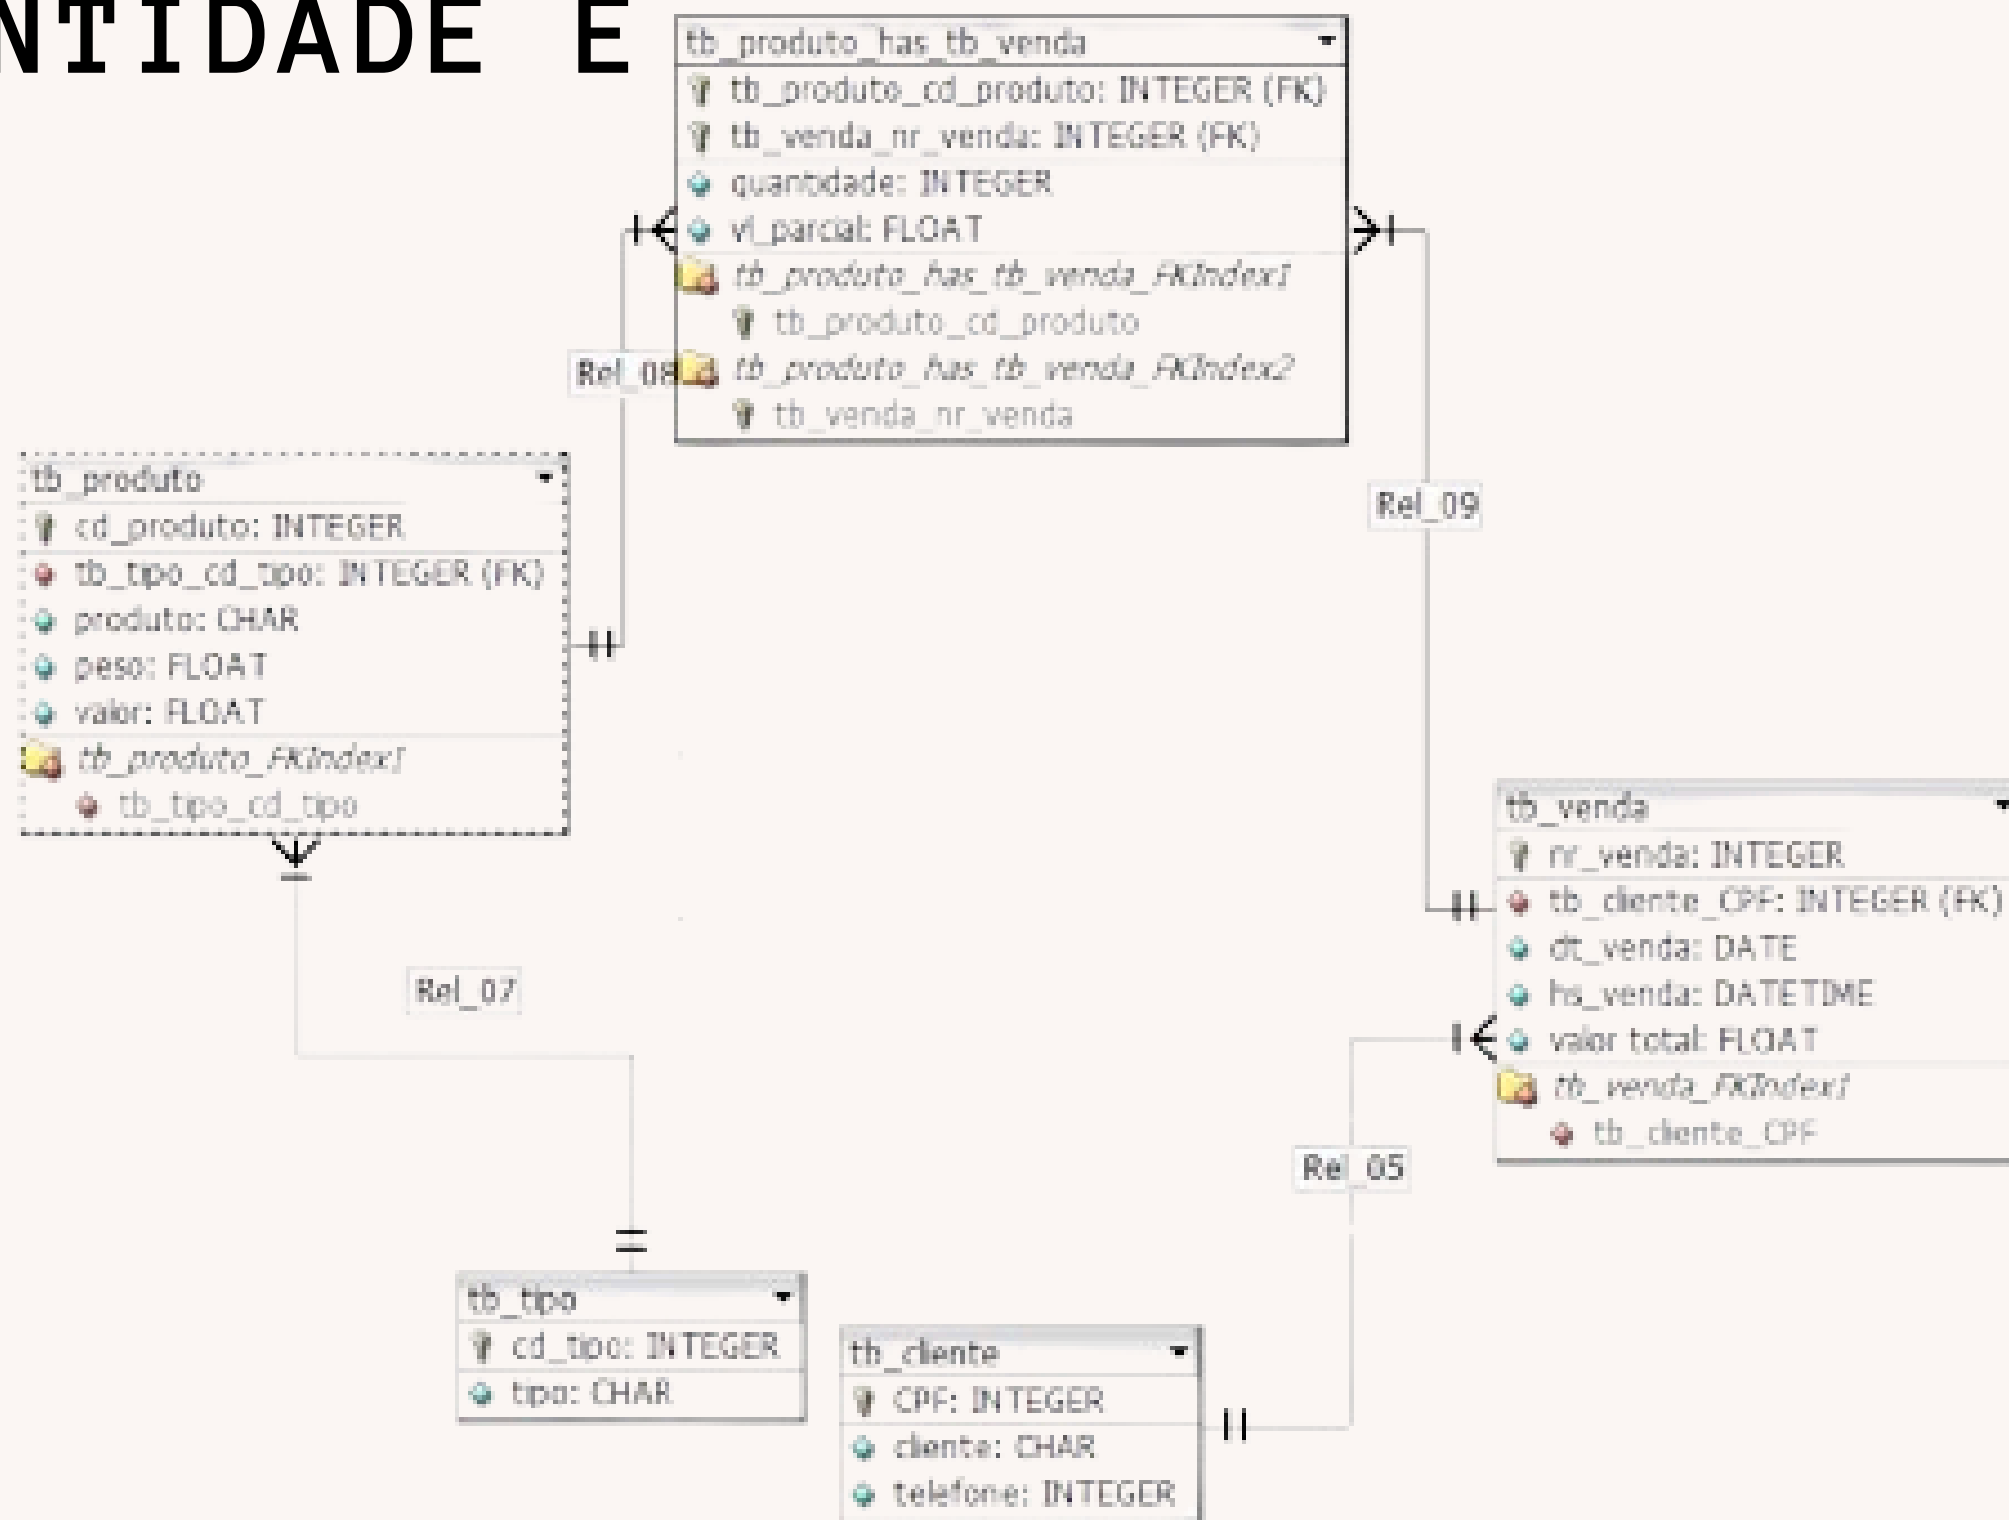 NTIDADE E
tb_produto_has_tb_venda
tb_produto_cd_produto: INTEGER (FK)
tb_venda_nr_venda: INTEGER (FK)
quantidade: INTEGER
vl_parcial: FLOAT
tb_produto_has_tb_venda_FKIndex1
tb_produto_cd_produto
tb_produto_has_tb_venda_FKIndex2
tb_venda_nr_venda
Rel_08
Rel_09
tb_produto
cd_produto: INTEGER
tb_tipo_cd_tipo: INTEGER (FK)
produto: CHAR
peso: FLOAT
valor: FLOAT
tb_produto_FKIndex1
tb_tipo_cd_tipo
Rel_07
tb_venda
nr_venda: INTEGER
tb_cliente_CPF: INTEGER (FK)
dt_venda: DATE
hs_venda: DATETIME
valor total: FLOAT
tb_venda_FKIndex1
tb_cliente_CPF
Rel_05
tb_tipo
cd_tipo: INTEGER
tipo: CHAR
tb_cliente
CPF: INTEGER
cliente: CHAR
telefone: INTEGER